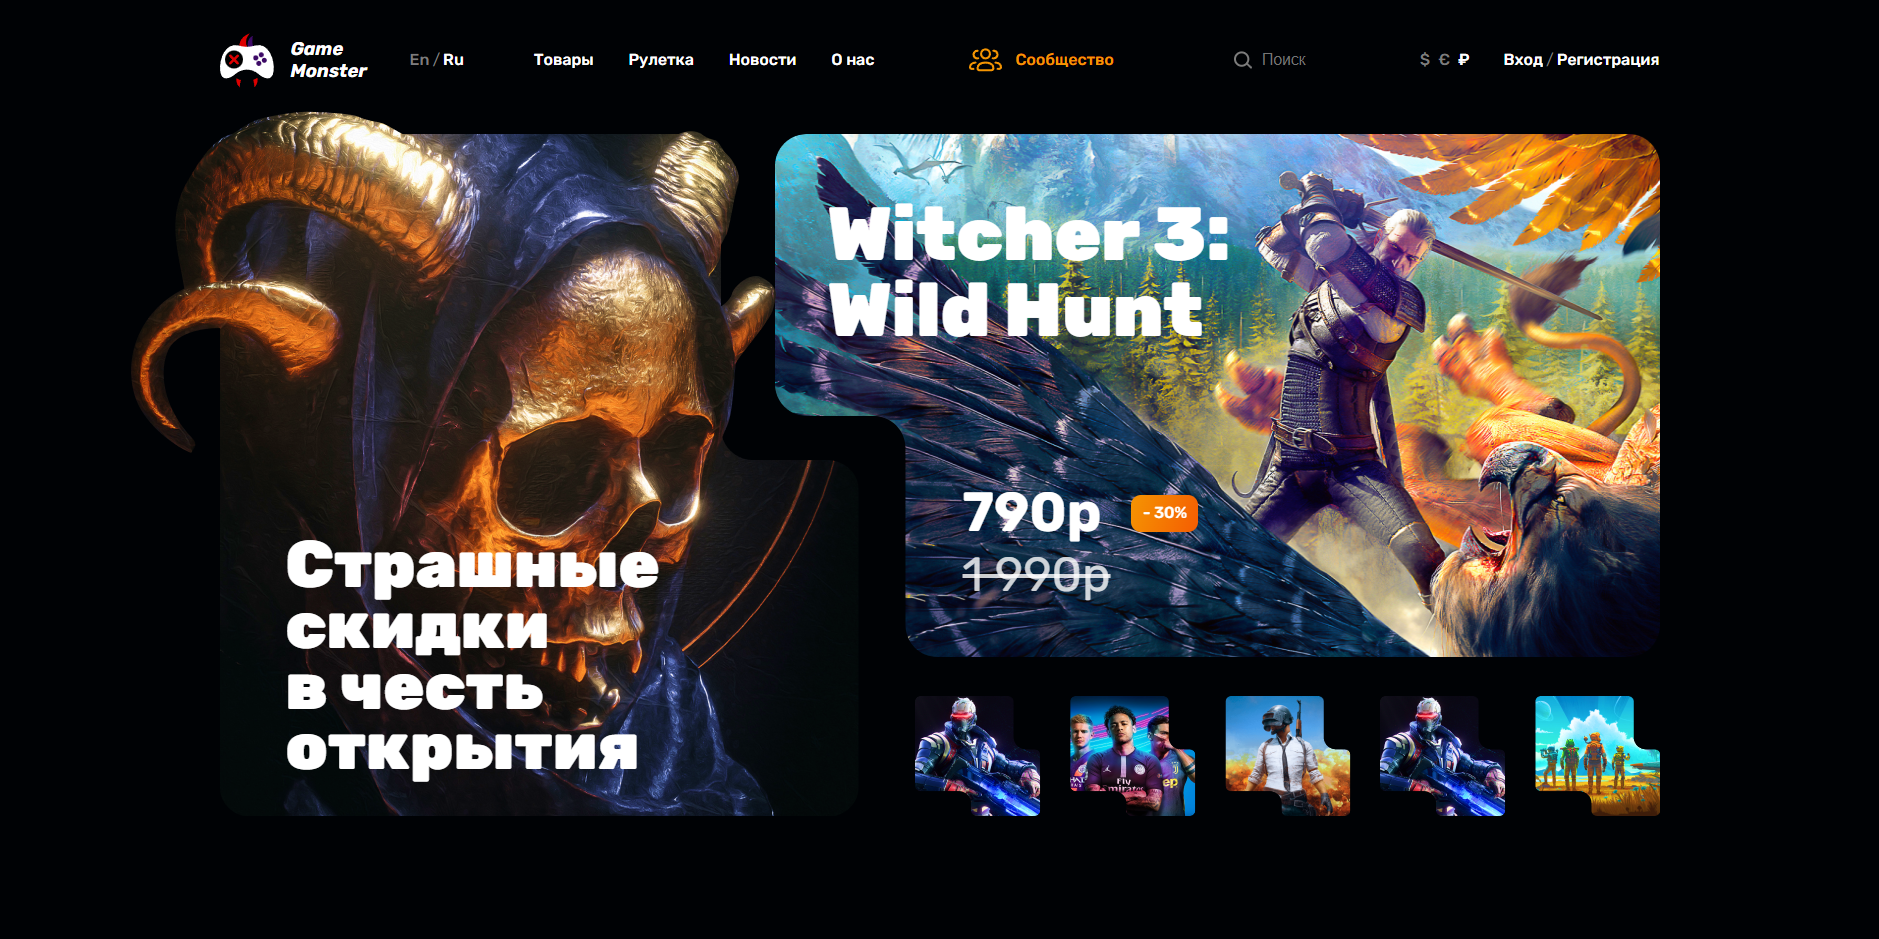 Game
Monster
En / Ru
Товары
Рулетка
Новости
О нас
Сообщество
Поиск
$ € ₽
Вход / Регистрация
Страшные
скидки
в честь
открытия
Witcher 3:
Wild Hunt
790р
- 30%
1 990р
Fly